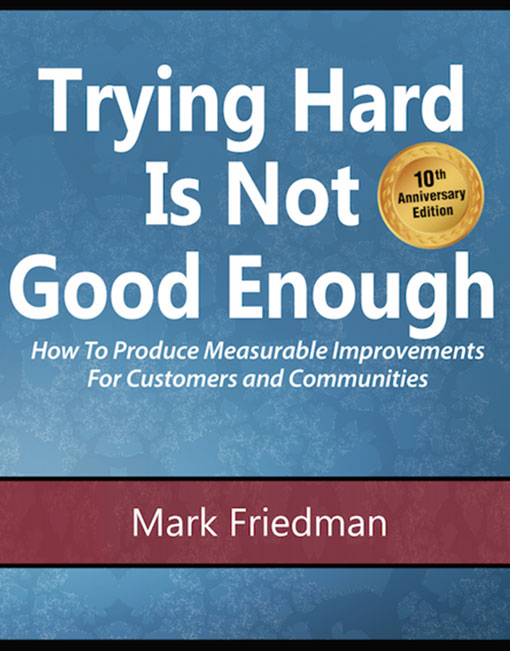 Trying Hard
Is Not
Good Enough
10th
Anniversary
Edition
How To Produce Measurable Improvements
For Customers and Communities
Mark Friedman